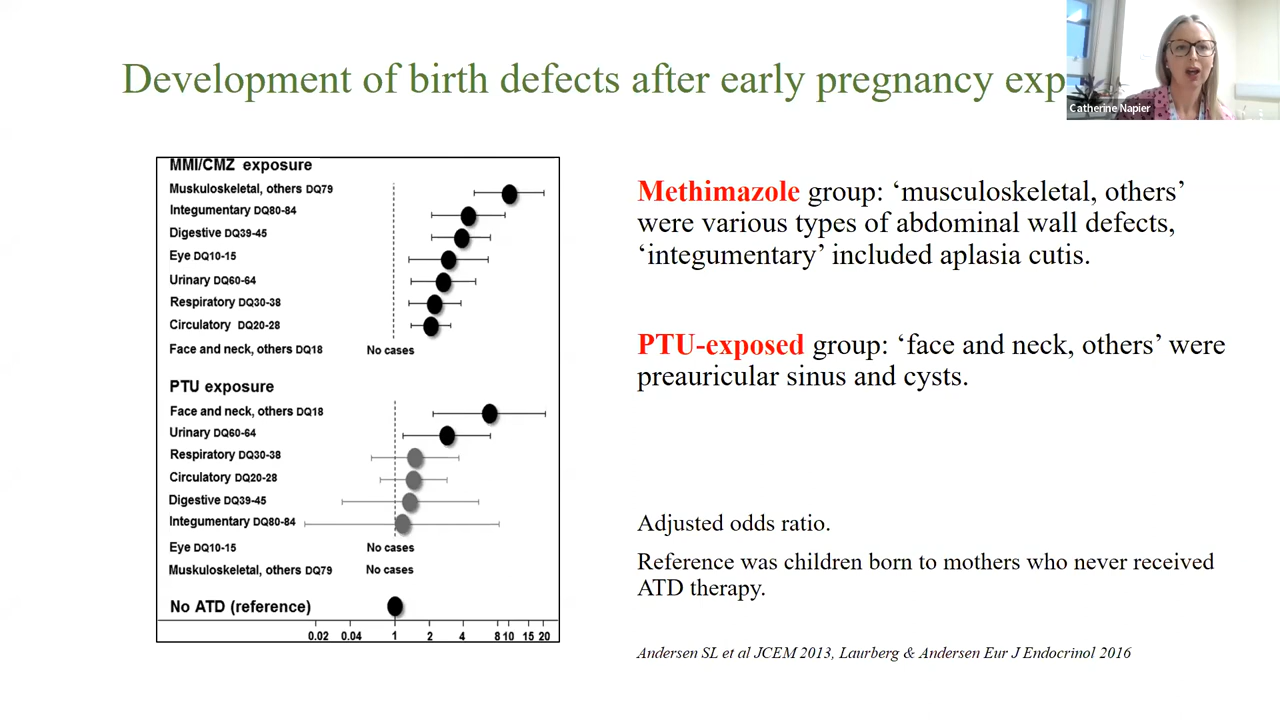 Development of birth defects after early pregnancy exp
Catherine Napier
MMI/CMZ exposure
Muskuloskeletal, others DQ79
Integumentary DQ80-84
Digestive DQ39-45
Eye DQ10-15
Urinary DQ60-64
Respiratory DQ30-38
Circulatory DQ20-28
Face and neck, others DQ18 No cases
PTU exposure
Face and neck, others DQ18
Urinary DQ60-64
Respiratory DQ30-38
Circulatory DQ20-28
Digestive DQ39-45
Integumentary DQ80-84
Eye DQ10-15 No cases
Muskuloskeletal, others DQ79 No cases
No ATD (reference)
0.02 0.04 1 2 4 8 10 15 20
Methimazole group: ‘musculoskeletal, others’
were various types of abdominal wall defects,
‘integumentary’ included aplasia cutis.
PTU-exposed group: ‘face and neck, others’ were
preauricular sinus and cysts.
Adjusted odds ratio.
Reference was children born to mothers who never received
ATD therapy.
Andersen SL et al JCEM 2013, Laurberg & Andersen Eur J Endocrinol 2016